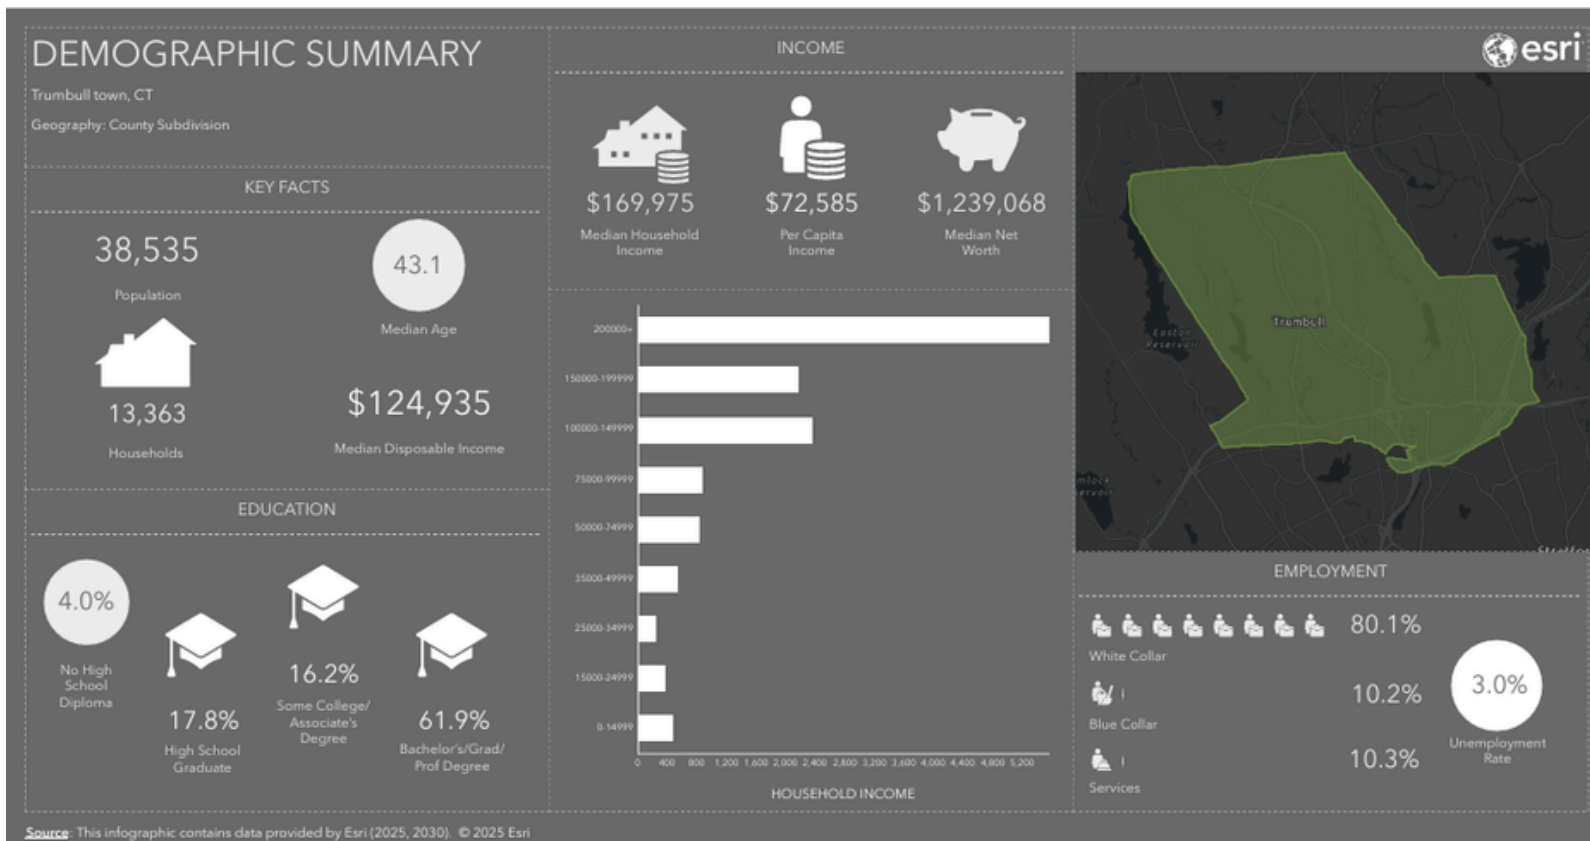 DEMOGRAPHIC SUMMARY
Trumbull town, CT
Geography: County Subdivision
KEY FACTS
38,535
Population
43.1
Median Age
13,363
Households
$124,935
Median Disposable Income
EDUCATION
4.0%
No High
School
Diploma
17.8%
High School
Graduate
16.2%
Some College/
Associate's
Degree
61.9%
Bachelor's/Grad/
Prof Degree
INCOME
$169,975
Median Household
Income
$72,585
Per Capita
Income
$1,239,068
Median Net
Worth
200000+
150000-199999
100000-149999
75000-99999
50000-74999
35000-49999
25000-34999
15000-24999
0-14999
0 400 800 1,200 1,600 2,000 2,400 2,800 3,200 3,600 4,000 4,400 4,800 5,200
HOUSEHOLD INCOME
esri
Trumbull
Easton
Reservoir
EMPLOYMENT
80.1%
White Collar
10.2%
Blue Collar
10.3%
Services
3.0%
Unemployment
Rate
Source: This infographic contains data provided by Esri (2025, 2030). © 2025 Esri